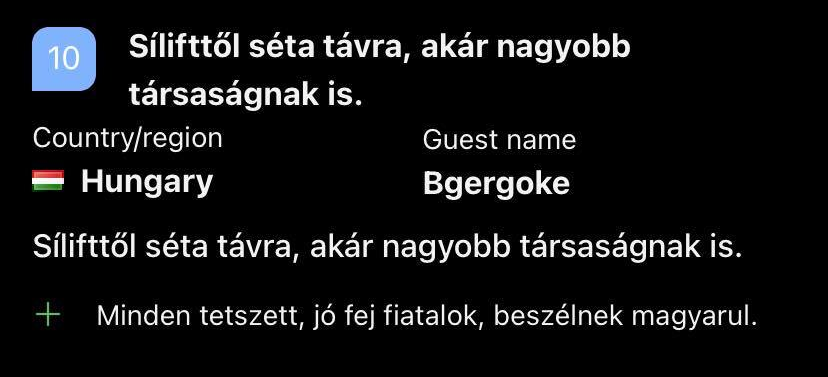 10
Sílifttől séta távra, akár nagyobb
társaságnak is.
Country/region
Guest name
Hungary
Bgergoke
Sílifttől séta távra, akár nagyobb társaságnak is.
+ Minden tetszett, jó fej fiatalok, beszélnek magyarul.